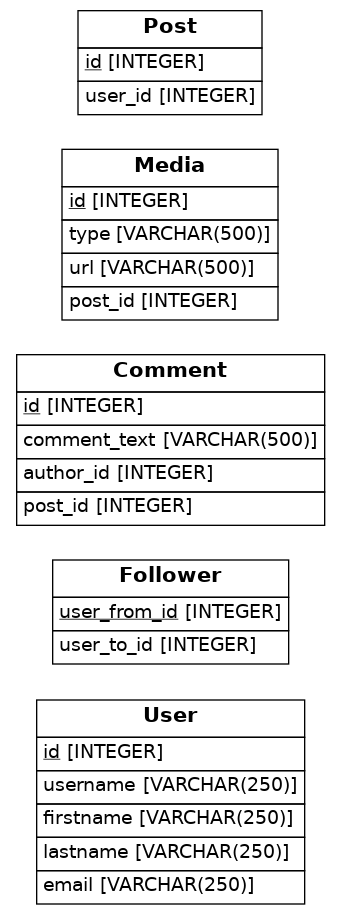 Post
id [INTEGER]
user_id [INTEGER]
Media
id [INTEGER]
type [VARCHAR(500)]
url [VARCHAR(500)]
post_id [INTEGER]
Comment
id [INTEGER]
comment_text [VARCHAR(500)]
author_id [INTEGER]
post_id [INTEGER]
Follower
user_from_id [INTEGER]
user_to_id [INTEGER]
User
id [INTEGER]
username [VARCHAR(250)]
firstname [VARCHAR(250)]
lastname [VARCHAR(250)]
email [VARCHAR(250)]